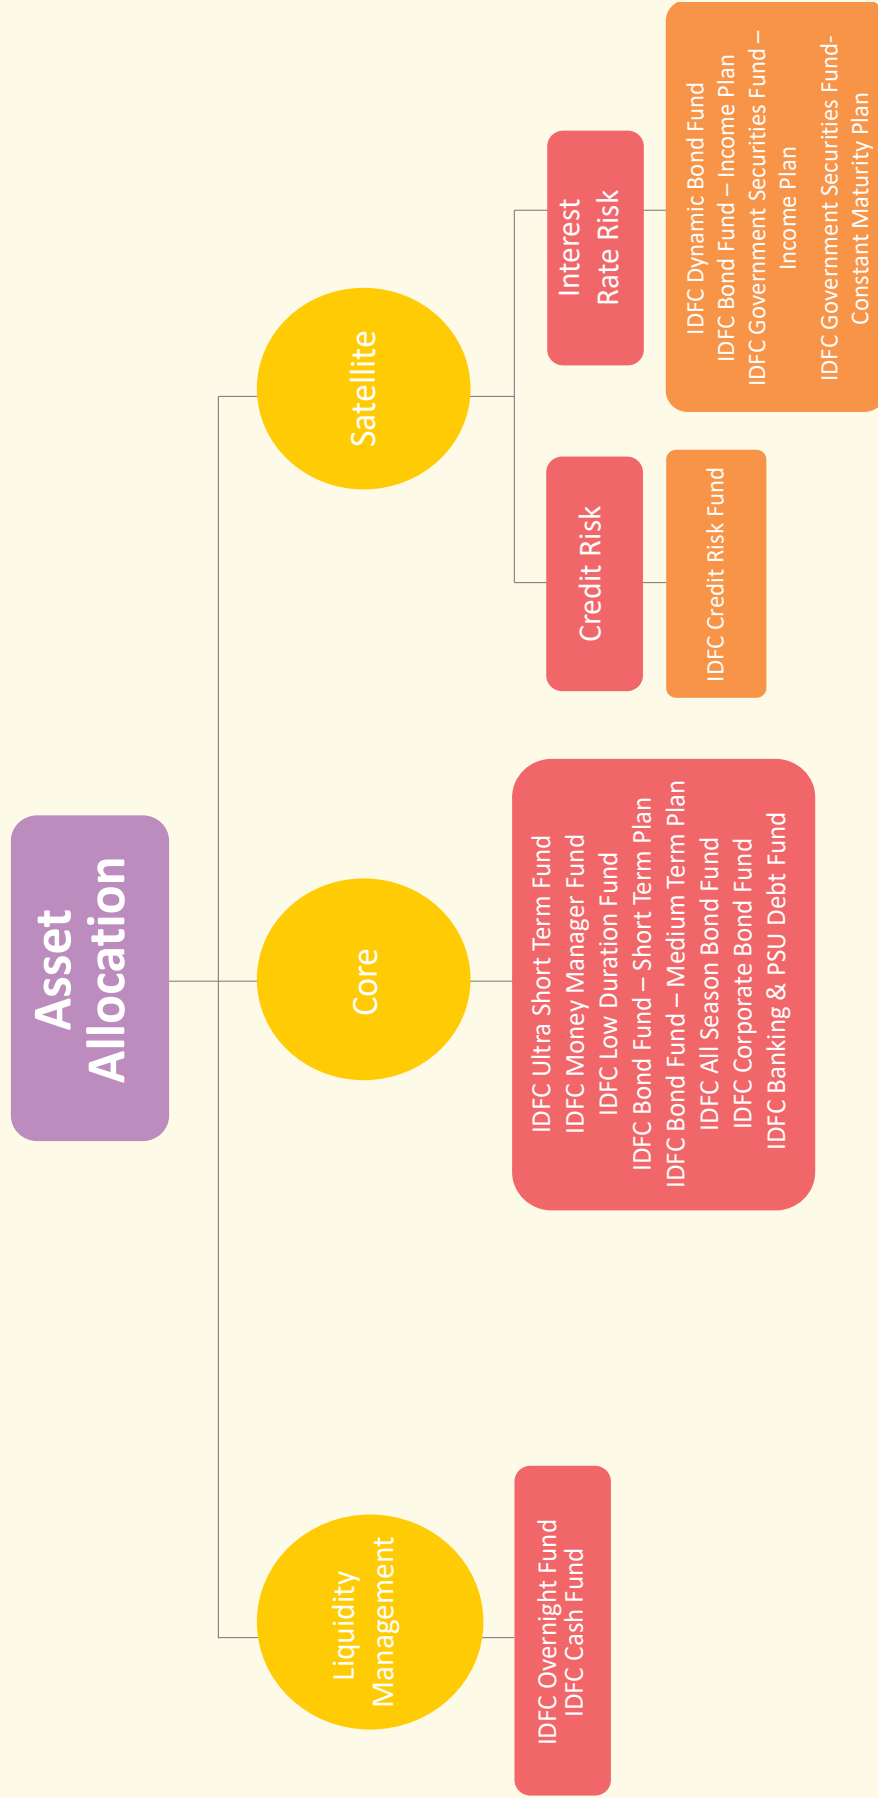 Asset
Allocation
Liquidity
Management
Core
Satellite
IDFC Overnight Fund
IDFC Cash Fund
IDFC Ultra Short Term Fund
IDFC Money Manager Fund
IDFC Low Duration Fund
IDFC Bond Fund – Short Term Plan
IDFC Bond Fund – Medium Term Plan
IDFC All Season Bond Fund
IDFC Corporate Bond Fund
IDFC Banking & PSU Debt Fund
Credit Risk
IDFC Credit Risk Fund
Interest
Rate Risk
IDFC Dynamic Bond Fund
IDFC Bond Fund – Income Plan
IDFC Government Securities Fund –
Income Plan
IDFC Government Securities Fund-
Constant Maturity Plan